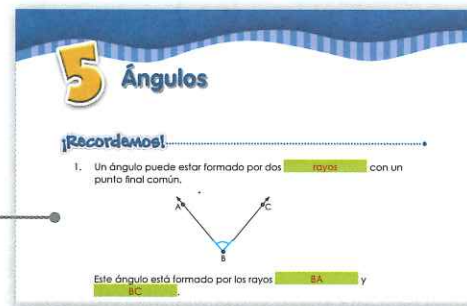 5 Ángulos
¡Recordemos!
1. Un ángulo puede estar formado por dos rayos con un
punto final común.
A C
B
Este ángulo está formado por los rayos BA y
BC.